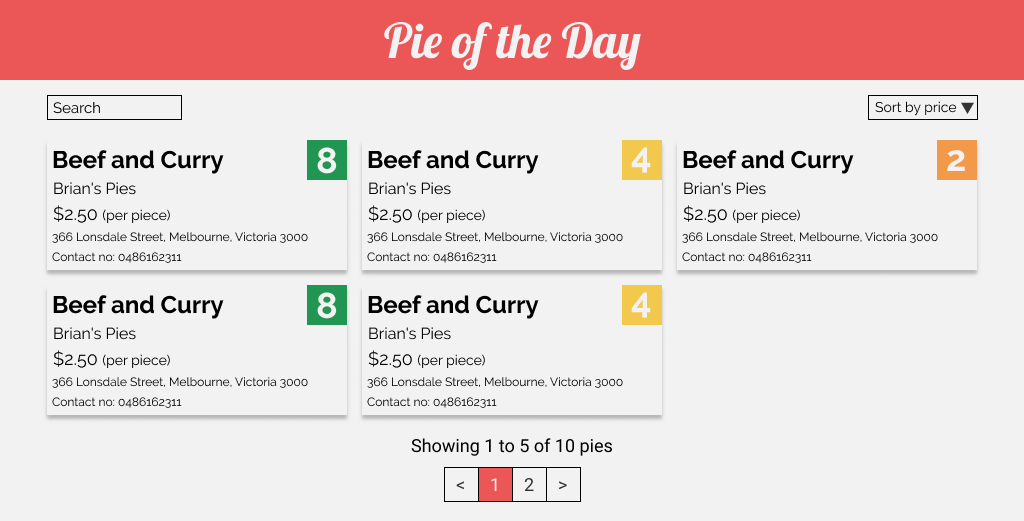 Pie of the Day
Search
Sort by price ▼
Beef and Curry 8
Brian's Pies
$2.50 (per piece)
366 Lonsdale Street, Melbourne, Victoria 3000
Contact no: 0486162311
Beef and Curry 4
Brian's Pies
$2.50 (per piece)
366 Lonsdale Street, Melbourne, Victoria 3000
Contact no: 0486162311
Beef and Curry 2
Brian's Pies
$2.50 (per piece)
366 Lonsdale Street, Melbourne, Victoria 3000
Contact no: 0486162311
Beef and Curry 8
Brian's Pies
$2.50 (per piece)
366 Lonsdale Street, Melbourne, Victoria 3000
Contact no: 0486162311
Beef and Curry 4
Brian's Pies
$2.50 (per piece)
366 Lonsdale Street, Melbourne, Victoria 3000
Contact no: 0486162311
Showing 1 to 5 of 10 pies
< 1 2 >